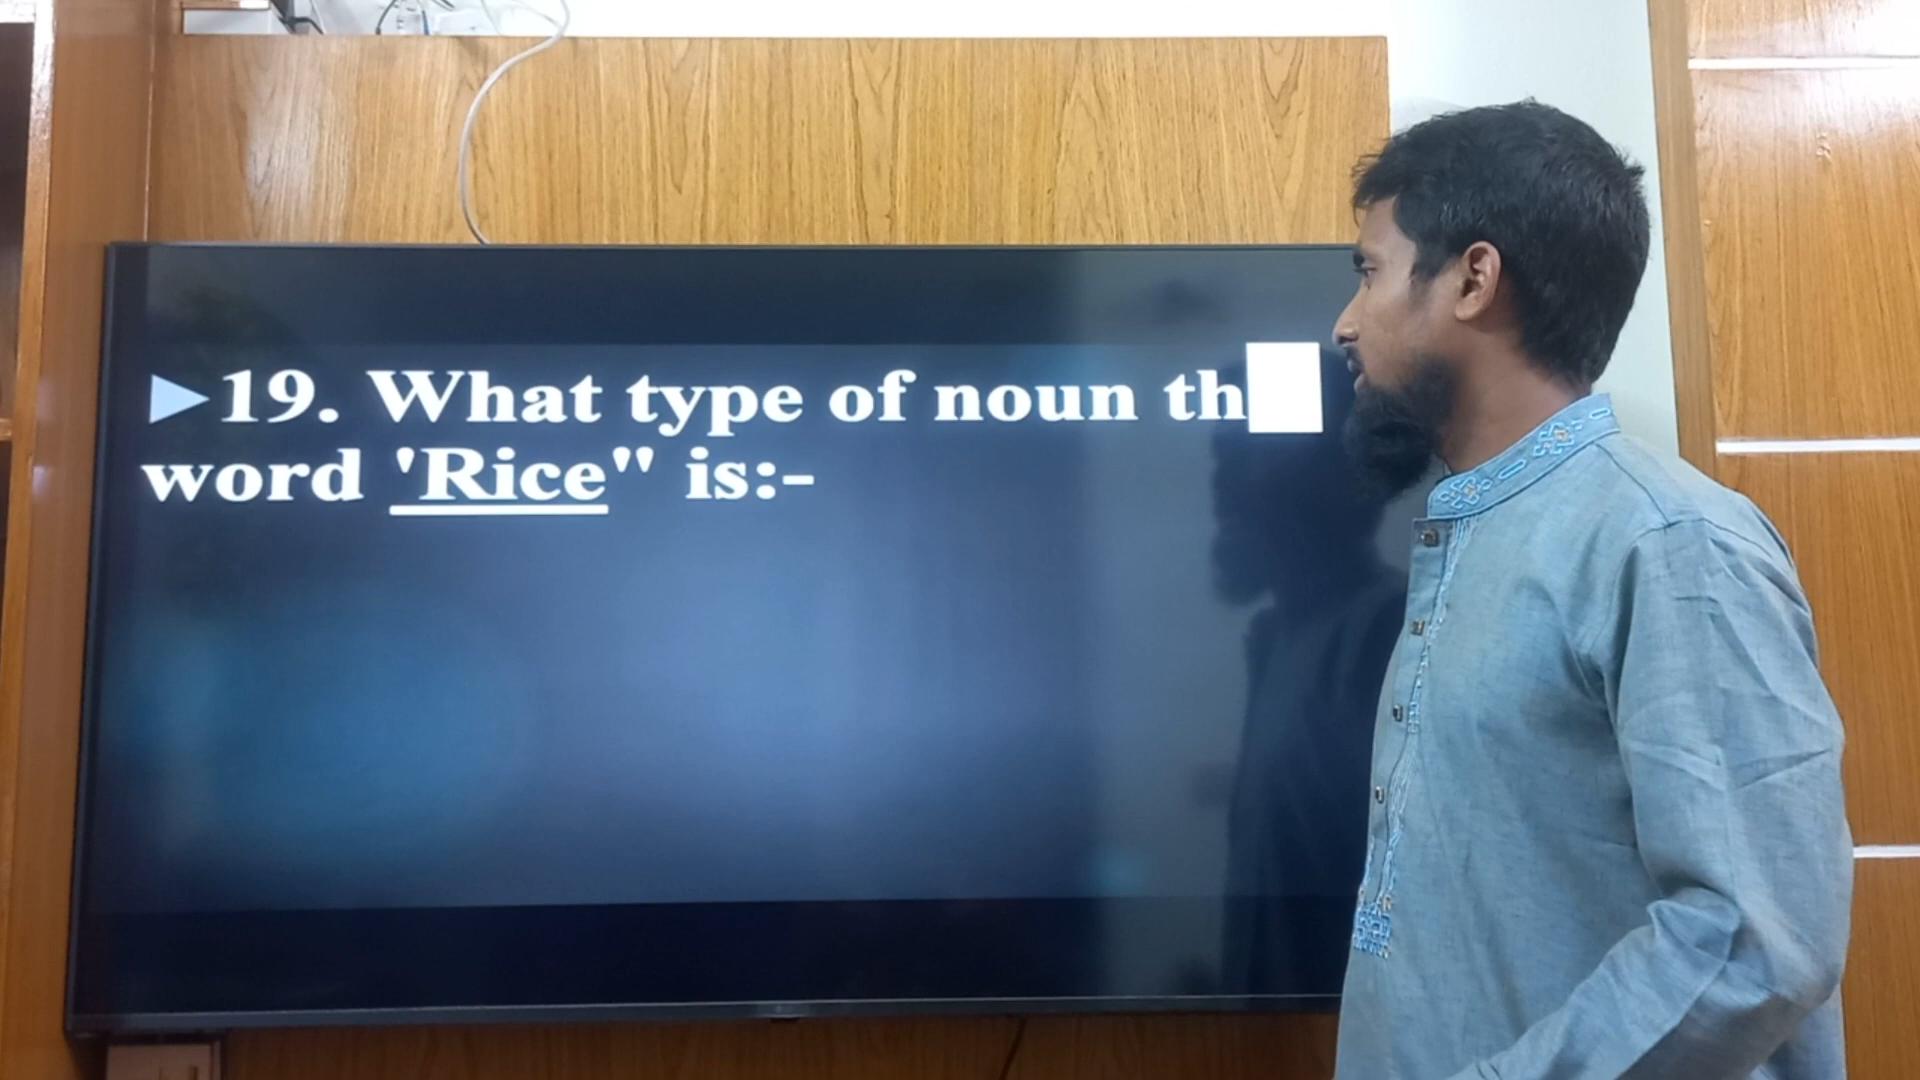 ►19. What type of noun th
word 'Rice'' is:-